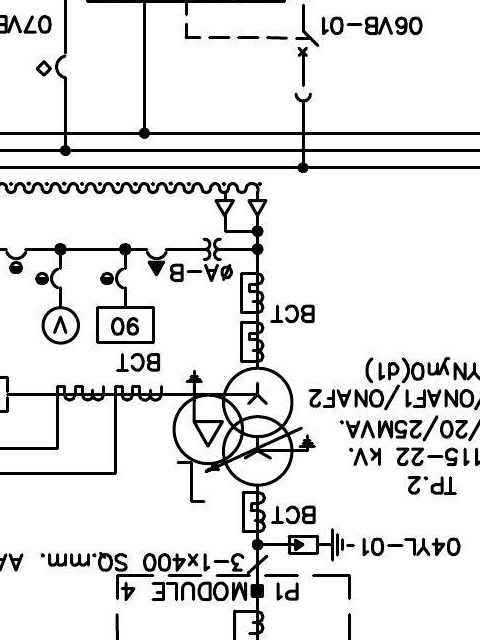 P1 MODULE 4
3-1x400 SQ.mm. AA
04YL-01
BCT
TP.2
115-22 kV.
/20/25MVA.
/ONAF1/ONAF2
YNyn0(d1)
BCT
BCT
90
V
ØA-B
06VB-01
07VB